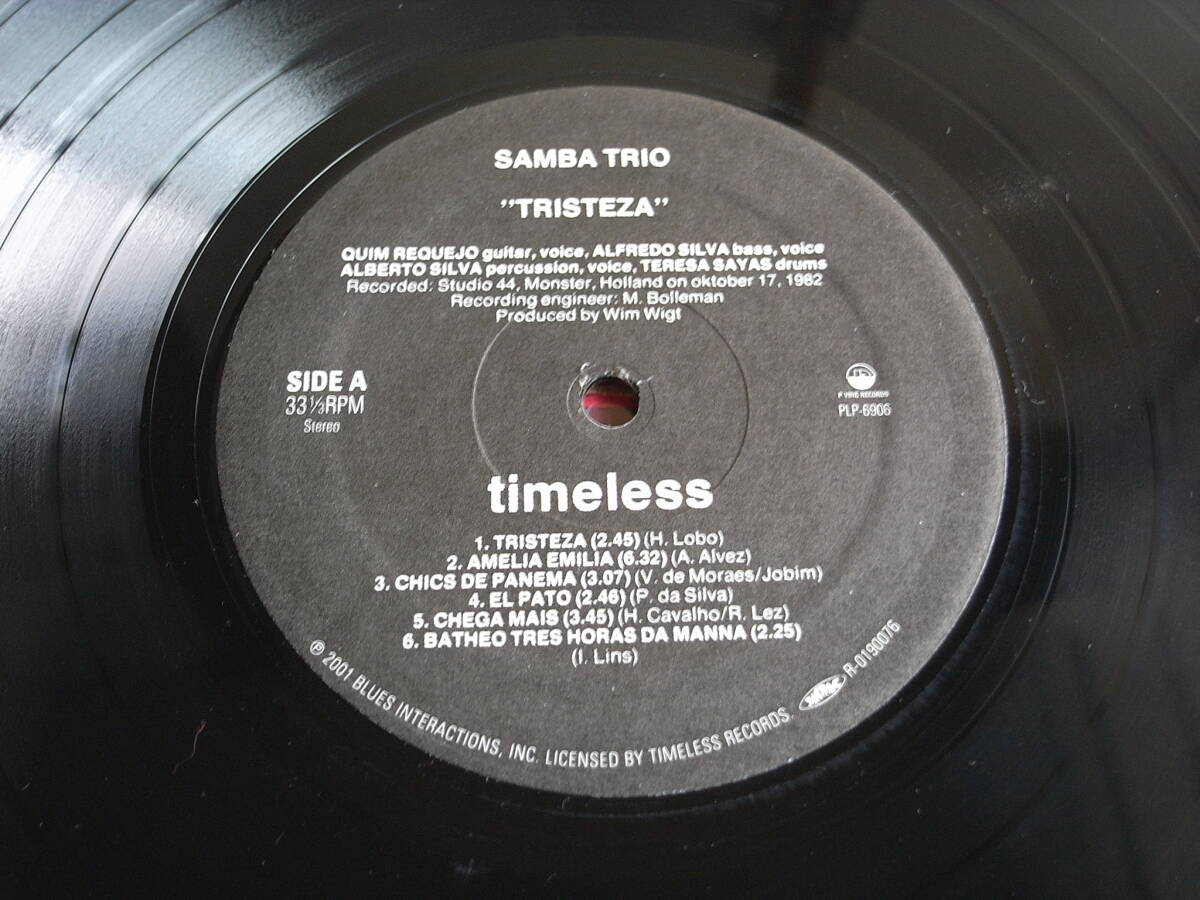 SAMBA TRIO
"TRISTEZA"
QUIM REQUEJO guitar, voice, ALFREDO SILVA bass, voice
ALBERTO SILVA percussion, voice, TERESA SAYAS drums
Recorded: Studio 44, Monster, Holland on oktober 17, 1982
Recording engineer: M. Bolleman
Produced by Wim Wigt
SIDE A
33 1/3 RPM
Stereo
P VINE RECORDS
PLP-6906
timeless
1. TRISTEZA (2.45) (H. Lobo)
2. AMELIA EMILIA (6.32) (A. Alvez)
3. CHICS DE PANEMA (3.07) (V. de Moraes/Jobim)
4. EL PATO (2.46) (P. da Silva)
5. CHEGA MAIS (3.45) (H. Cavalho/R. Lez)
6. BATHEO TRES HORAS DA MANNA (2.25)
(I. Lins)
℗ 2001 BLUES INTERACTIONS, INC. LICENSED BY TIMELESS RECORDS. R-0190076